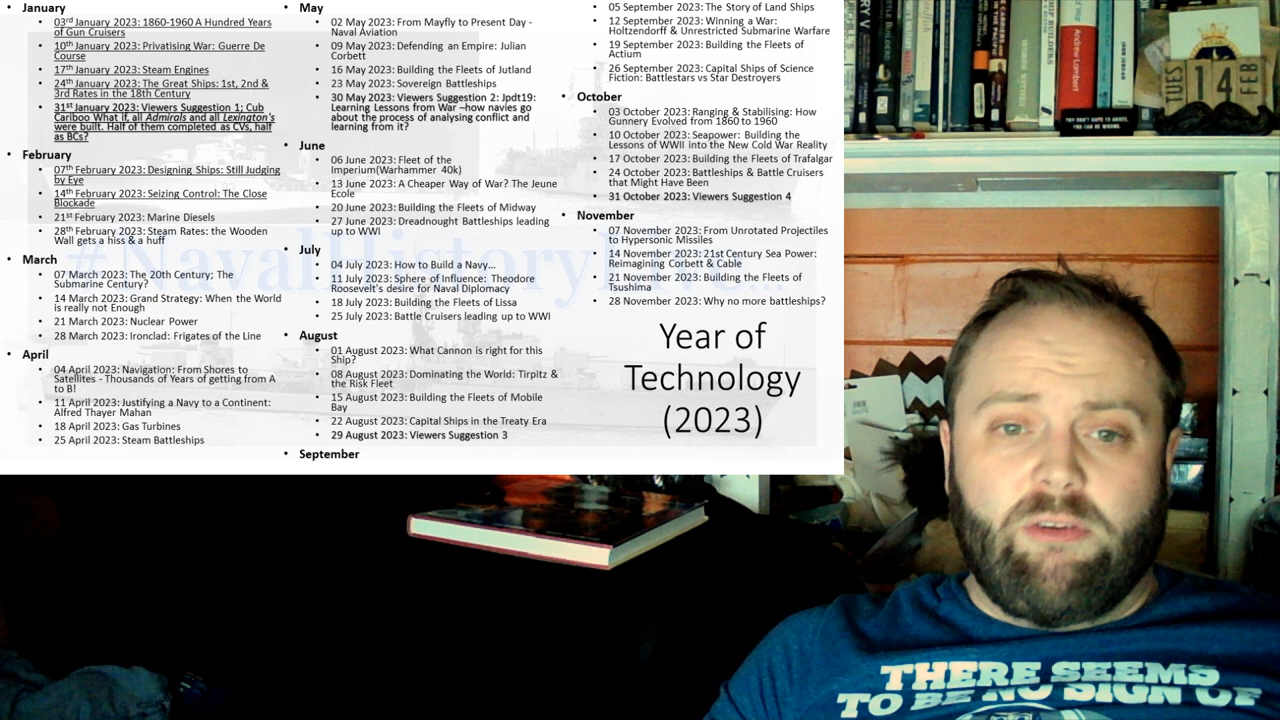 January
03rd January 2023: 1860-1960 A Hundred Years
of Gun Cruisers
10th January 2023: Privatising War: Guerre De
Course
17th January 2023: Steam Engines
24th January 2023: The Great Ships: 1st, 2nd &
3rd Rates in the 18th Century
31st January 2023: Viewers Suggestion 1; Cub
Cariboo What if, all Admirals and all Lexington's
were built. Half of them completed as CVs, half
as BCs?
February
07th February 2023: Designing Ships: Still Judging
by Eye
14th February 2023: Seizing Control: The Close
Blockade
21st February 2023: Marine Diesels
28th February 2023: Steam Rates: the Wooden
Wall gets a hiss & a huff
March
07 March 2023: The 20th Century; The
Submarine Century?
14 March 2023: Grand Strategy: When the World
is really not Enough
21 March 2023: Nuclear Power
28 March 2023: Ironclad: Frigates of the Line
April
04 April 2023: Navigation: From Shores to
Satellites - Thousands of Years of getting from A
to B!
11 April 2023: Justifying a Navy to a Continent:
Alfred Thayer Mahan
18 April 2023: Gas Turbines
25 April 2023: Steam Battleships
May
02 May 2023: From Mayfly to Present Day -
Naval Aviation
09 May 2023: Defending an Empire: Julian
Corbett
16 May 2023: Building the Fleets of Jutland
23 May 2023: Sovereign Battleships
30 May 2023: Viewers Suggestion 2: Jpdt19:
Learning Lessons from War –how navies go
about the process of analysing conflict and
learning from it?
June
06 June 2023: Fleet of the
Imperium(Warhammer 40k)
13 June 2023: A Cheaper Way of War? The Jeune
Ecole
20 June 2023: Building the Fleets of Midway
27 June 2023: Dreadnought Battleships leading
up to WWI
July
04 July 2023: How to Build a Navy...
11 July 2023: Sphere of Influence: Theodore
Roosevelt's desire for Naval Diplomacy
18 July 2023: Building the Fleets of Lissa
25 July 2023: Battle Cruisers leading up to WWI
August
01 August 2023: What Cannon is right for this
Ship?
08 August 2023: Dominating the World: Tirpitz &
the Risk Fleet
15 August 2023: Building the Fleets of Mobile
Bay
22 August 2023: Capital Ships in the Treaty Era
29 August 2023: Viewers Suggestion 3
September
05 September 2023: The Story of Land Ships
12 September 2023: Winning a War:
Holtzendorff & Unrestricted Submarine Warfare
19 September 2023: Building the Fleets of
Actium
26 September 2023: Capital Ships of Science
Fiction: Battlestars vs Star Destroyers
October
03 October 2023: Ranging & Stabilising: How
Gunnery Evolved from 1860 to 1960
10 October 2023: Seapower: Building the
Lessons of WWII into the New Cold War Reality
17 October 2023: Building the Fleets of Trafalgar
24 October 2023: Battleships & Battle Cruisers
that Might Have Been
31 October 2023: Viewers Suggestion 4
November
07 November 2023: From Unrotated Projectiles
to Hypersonic Missiles
14 November 2023: 21st Century Sea Power:
Reimagining Corbett & Cable
21 November 2023: Building the Fleets of
Tsushima
28 November 2023: Why no more battleships?
#NavalHistoryLive...
Year of
Technology
(2023)
Andrew Lambert
TUES 14 FEB
THERE SEEMS
TO BE NO SIGN OF